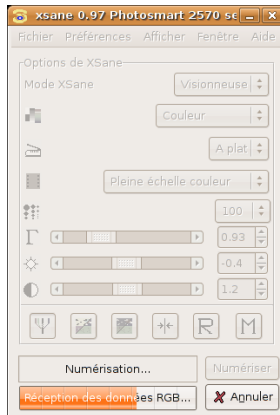 xsane 0.97 Photosmart 2570 se
Fichier Préférences Afficher Fenêtre Aide
Options de XSane
Mode XSane Visionneuse
Couleur
A plat
Pleine échelle couleur
100
Γ 0.93
-0.4
1.2
R M
Numérisation... Numériser
Réception des données RGB... Annuler